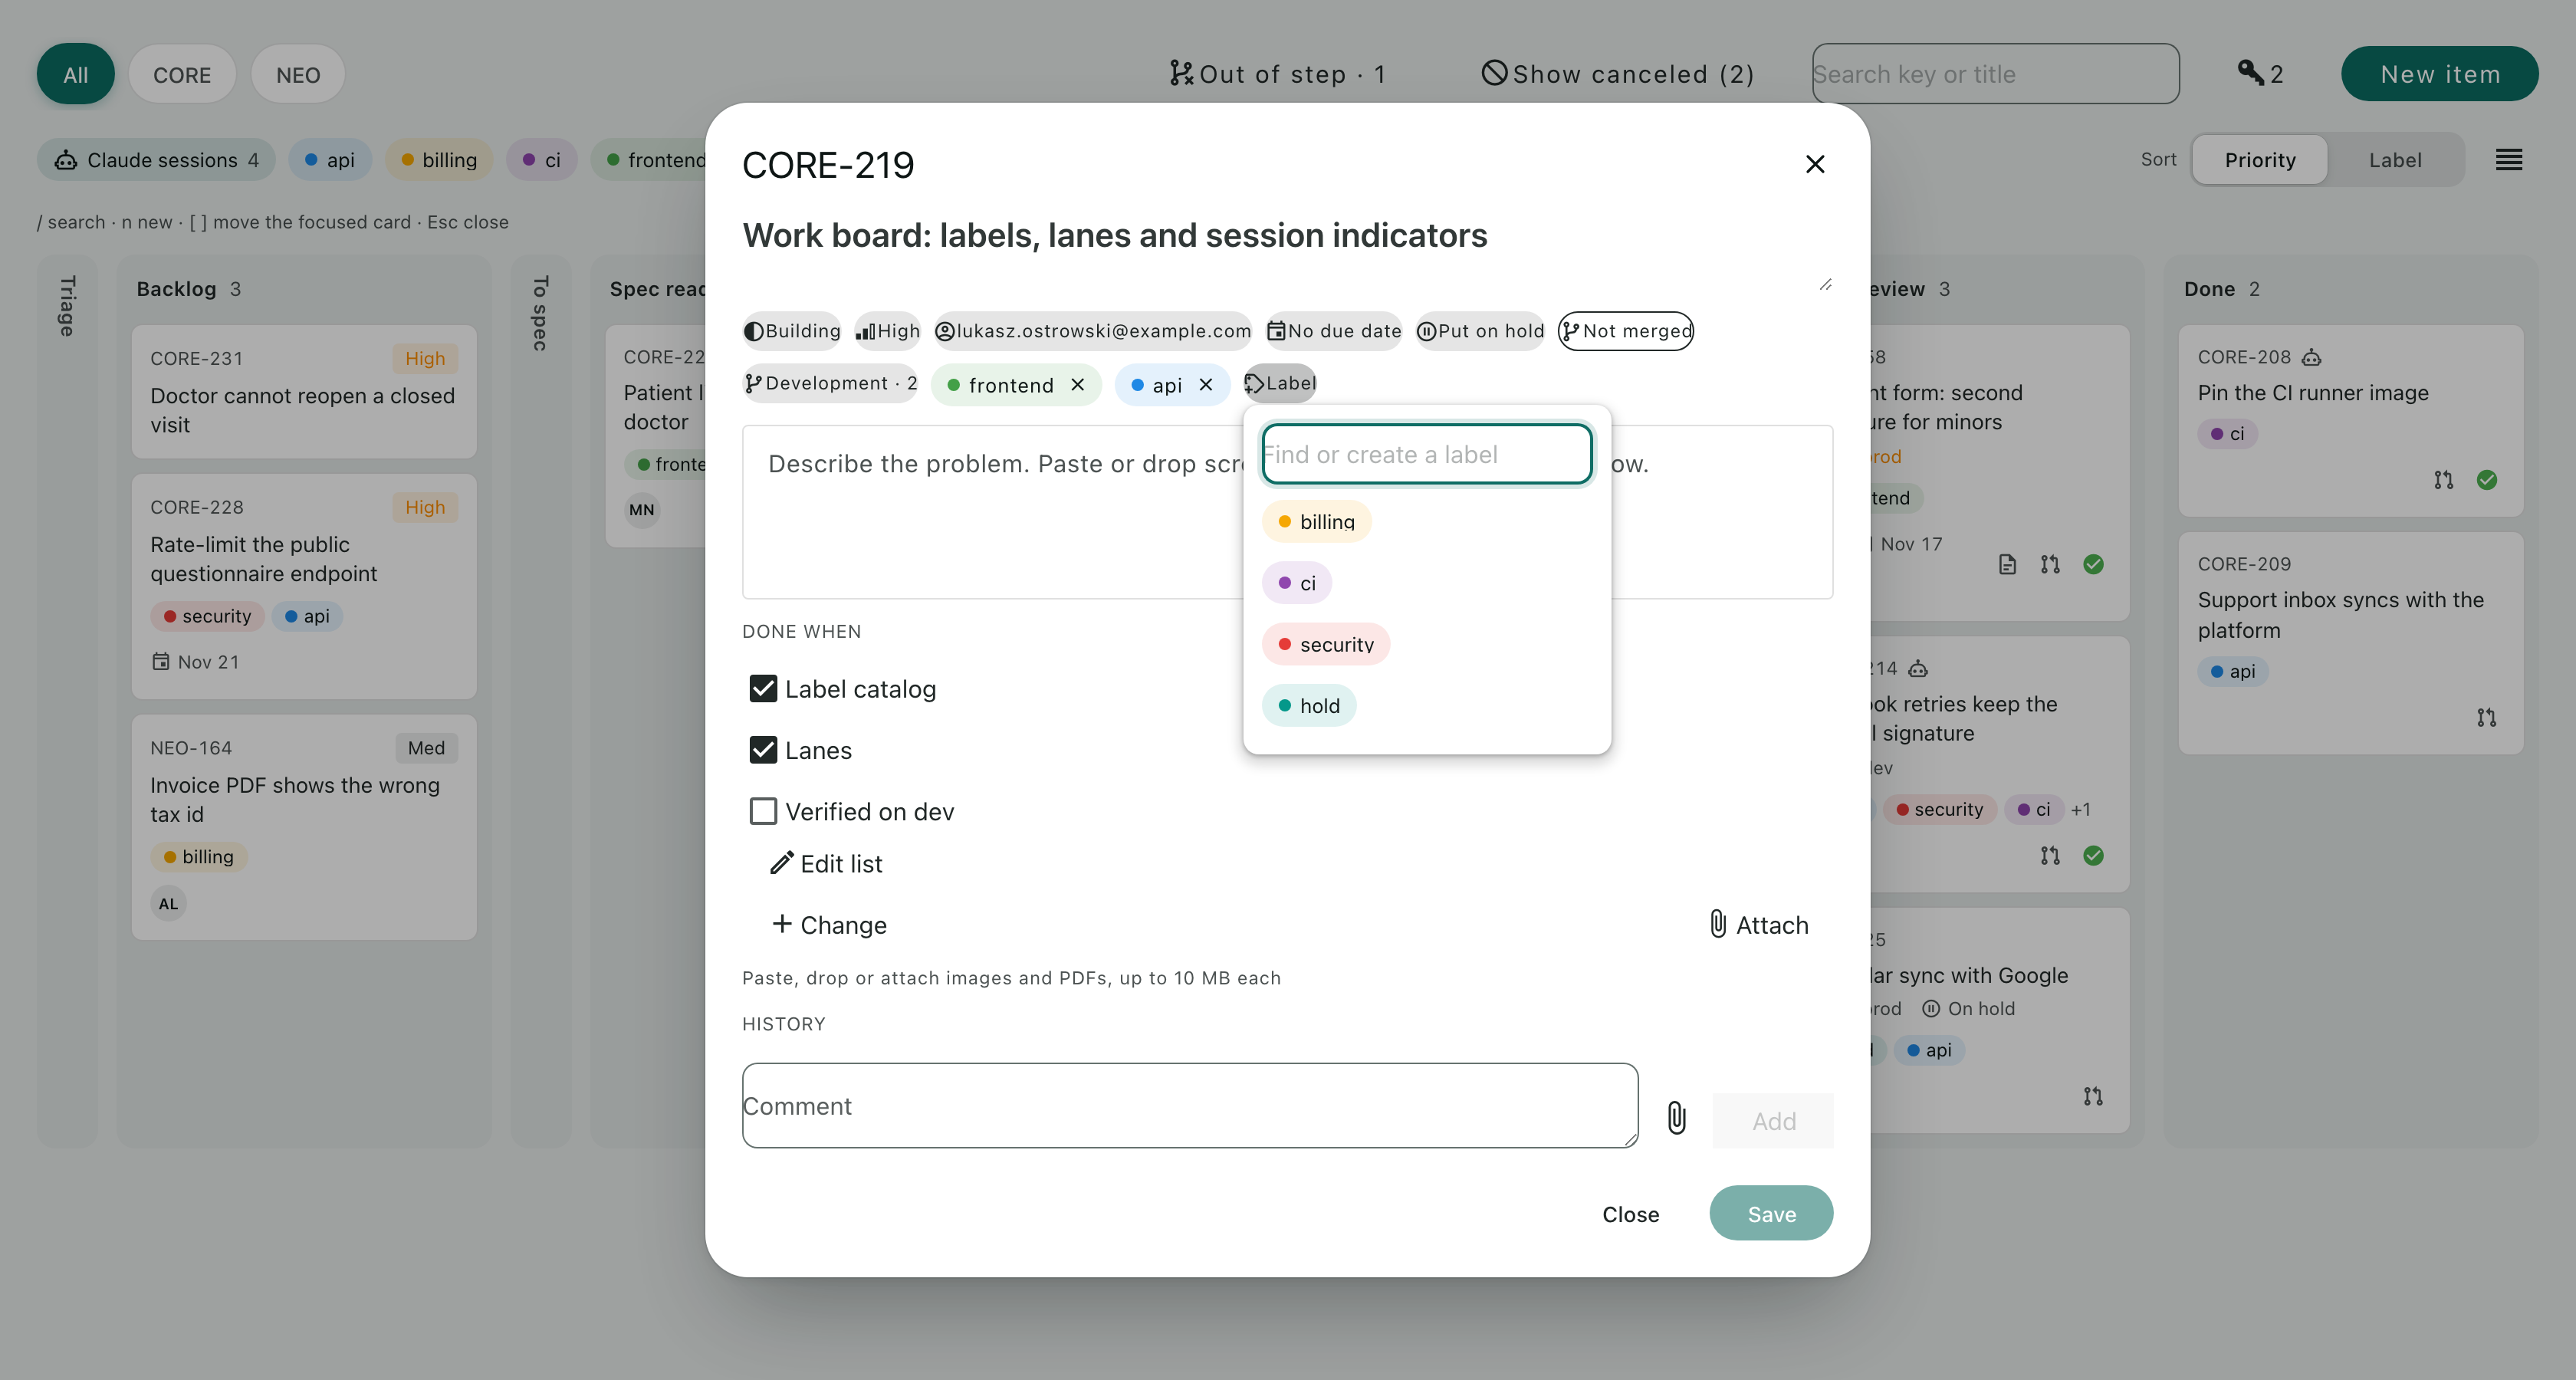 All CORE NEO Out of step · 1 Show canceled (2) Search key or title 2 New item
Claude sessions 4 api billing ci frontend Sort Priority Label
/ search · n new · [ ] move the focused card · Esc close
Triage
Backlog 3
CORE-231 High
Doctor cannot reopen a closed
visit
CORE-228 High
Rate-limit the public
questionnaire endpoint
security api
Nov 21
NEO-164 Med
Invoice PDF shows the wrong
tax id
billing
AL
To spec
Spec read
CORE-22
Patient l
doctor
fronte
MN
CORE-219
Work board: labels, lanes and session indicators
Building High lukasz.ostrowski@example.com No due date Put on hold Not merged
Development · 2 frontend api Label
Describe the problem. Paste or drop scre ow.
Find or create a label
billing
ci
security
hold
DONE WHEN
Label catalog
Lanes
Verified on dev
Edit list
Change Attach
Paste, drop or attach images and PDFs, up to 10 MB each
HISTORY
Comment Add
Close Save
eview 3
58
nt form: second
ure for minors
prod
tend
Nov 17
214
ook retries keep the
l signature
dev
security ci +1
25
lar sync with Google
prod On hold
api
Done 2
CORE-208
Pin the CI runner image
ci
CORE-209
Support inbox syncs with the
platform
api